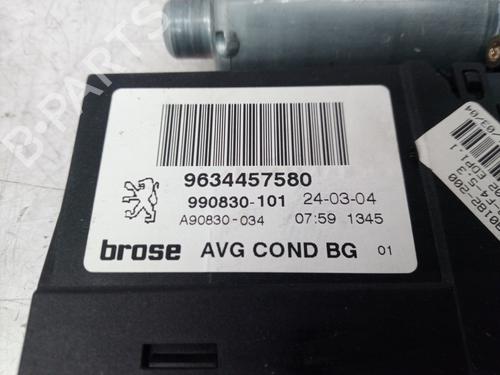 9634457580
990830-101 24-03-04
A90830-034 07:59 1345
brose AVG COND BG 01
B-PARTS